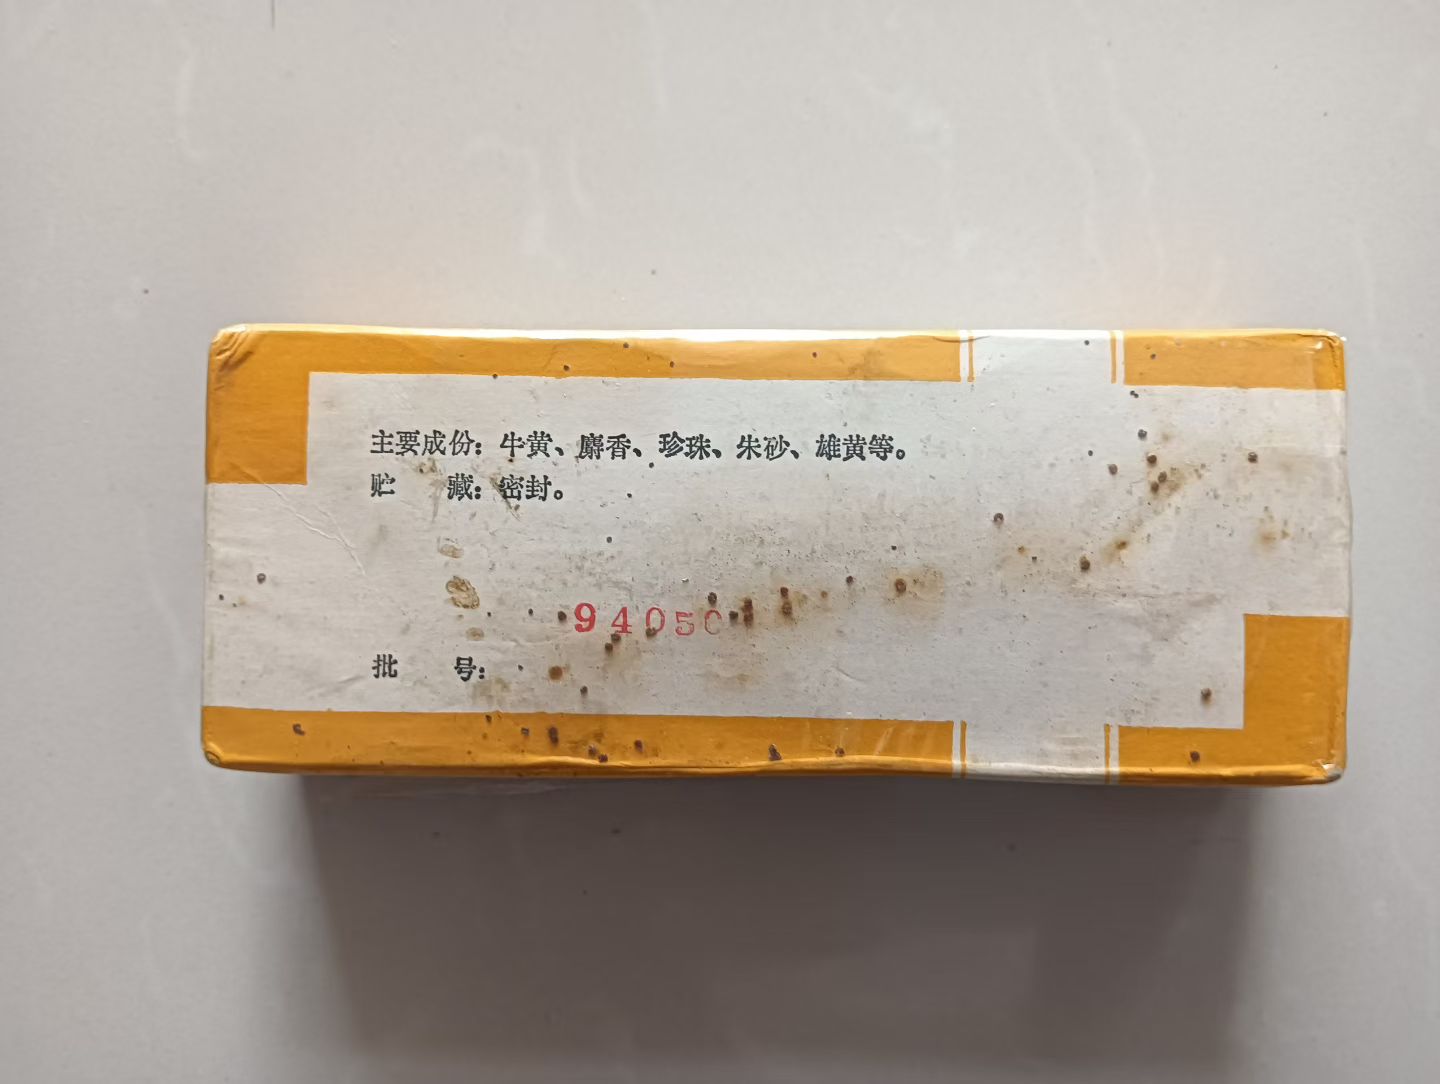 主要成份：牛黄、麝香、珍珠、朱砂、雄黄等。
贮　　藏：密封。
94050
批　　号：